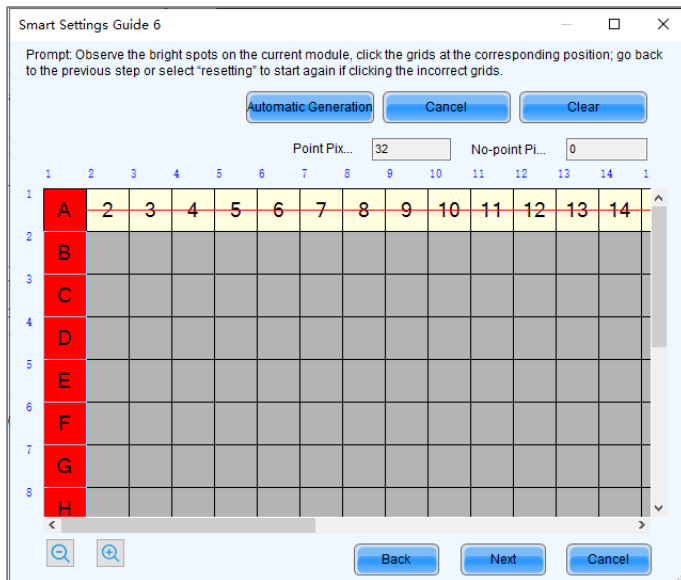 Smart Settings Guide 6
Prompt: Observe the bright spots on the current module, click the grids at the corresponding position; go back
to the previous step or select “resetting” to start again if clicking the incorrect grids.
Automatic Generation Cancel Clear
Point Pix... 32 No-point Pi... 0
1 2 3 4 5 6 7 8 9 10 11 12 13 14 1
1 A 2 3 4 5 6 7 8 9 10 11 12 13 14
2 B
3 C
4 D
5 E
6 F
7 G
8 H
Back Next Cancel